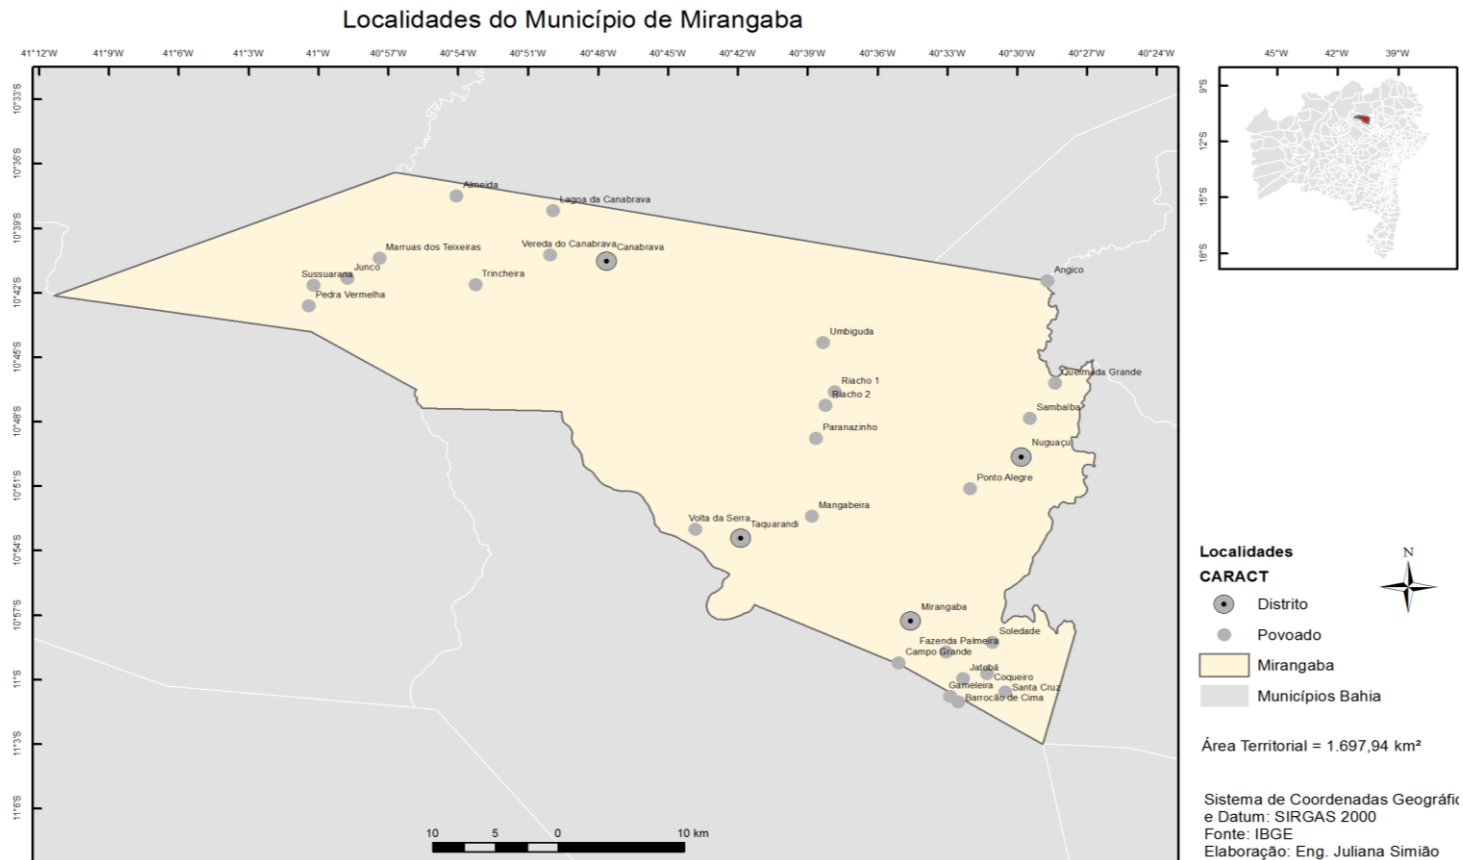 Localidades do Município de Mirangaba
41°12'W 41°9'W 41°6'W 41°3'W 41°W 40°57'W 40°54'W 40°51'W 40°48'W 40°45'W 40°42'W 40°39'W 40°36'W 40°33'W 40°30'W 40°27'W 40°24'W
45°W 42°W 39°W
10°33'S
10°36'S
10°39'S
10°42'S
10°45'S
10°48'S
10°51'S
10°54'S
10°57'S
11°S
11°3'S
11°6'S
9°S
12°S
15°S
18°S
Almeida
Lagoa da Canabrava
Marruas dos Teixeiras
Vereda do Canabrava
Canabrava
Junco
Sussuarana
Trincheira
Angico
Pedra Vermelha
Umbiguda
Queimada Grande
Riacho 1
Riacho 2
Sambaíba
Paranazinho
Nuguaçu
Ponto Alegre
Mangabeira
Volta da Serra
Taquarandi
Mirangaba
Soledade
Fazenda Palmeira
Campo Grande
Jatobá
Coqueiro
Gameleira
Santa Cruz
Barrocão de Cima
10 5 0 10 km
Localidades
CARACT
N
Distrito
Povoado
Mirangaba
Municípios Bahia
Área Territorial = 1.697,94 km²
Sistema de Coordenadas Geográfic
e Datum: SIRGAS 2000
Fonte: IBGE
Elaboração: Eng. Juliana Simião